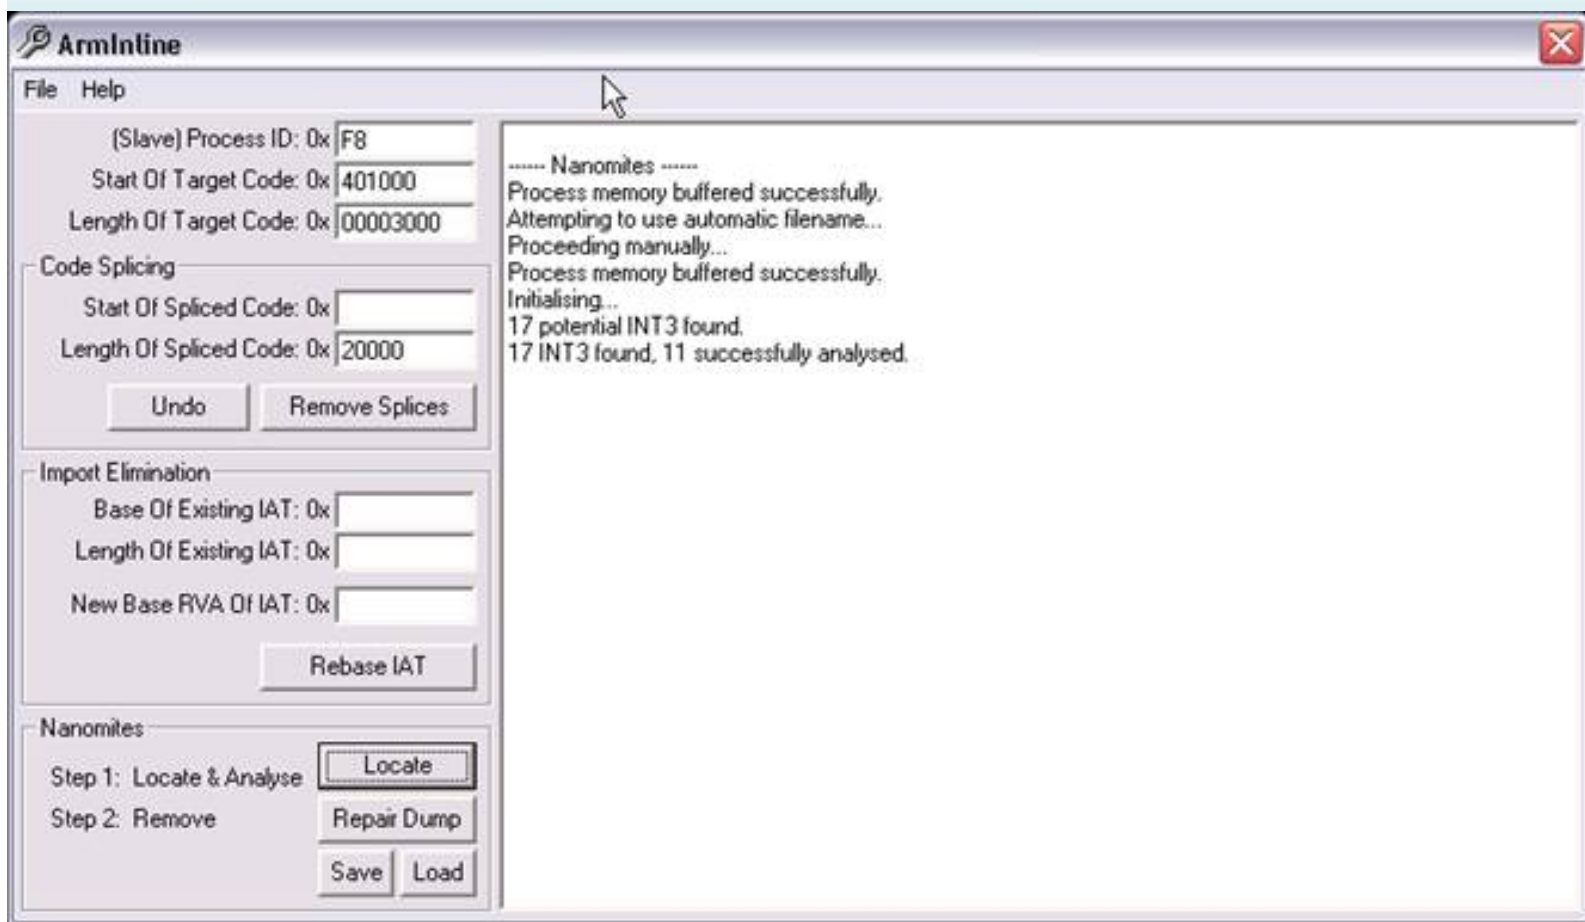 ArmInline
File Help
(Slave) Process ID: 0x F8
Start Of Target Code: 0x 401000
Length Of Target Code: 0x 00003000
Code Splicing
Start Of Spliced Code: 0x
Length Of Spliced Code: 0x 20000
Undo Remove Splices
Import Elimination
Base Of Existing IAT: 0x
Length Of Existing IAT: 0x
New Base RVA Of IAT: 0x
Rebase IAT
Nanomites
Step 1: Locate & Analyse Locate
Step 2: Remove Repair Dump
Save Load
------ Nanomites ------
Process memory buffered successfully.
Attempting to use automatic filename...
Proceeding manually...
Process memory buffered successfully.
Initialising...
17 potential INT3 found.
17 INT3 found, 11 successfully analysed.